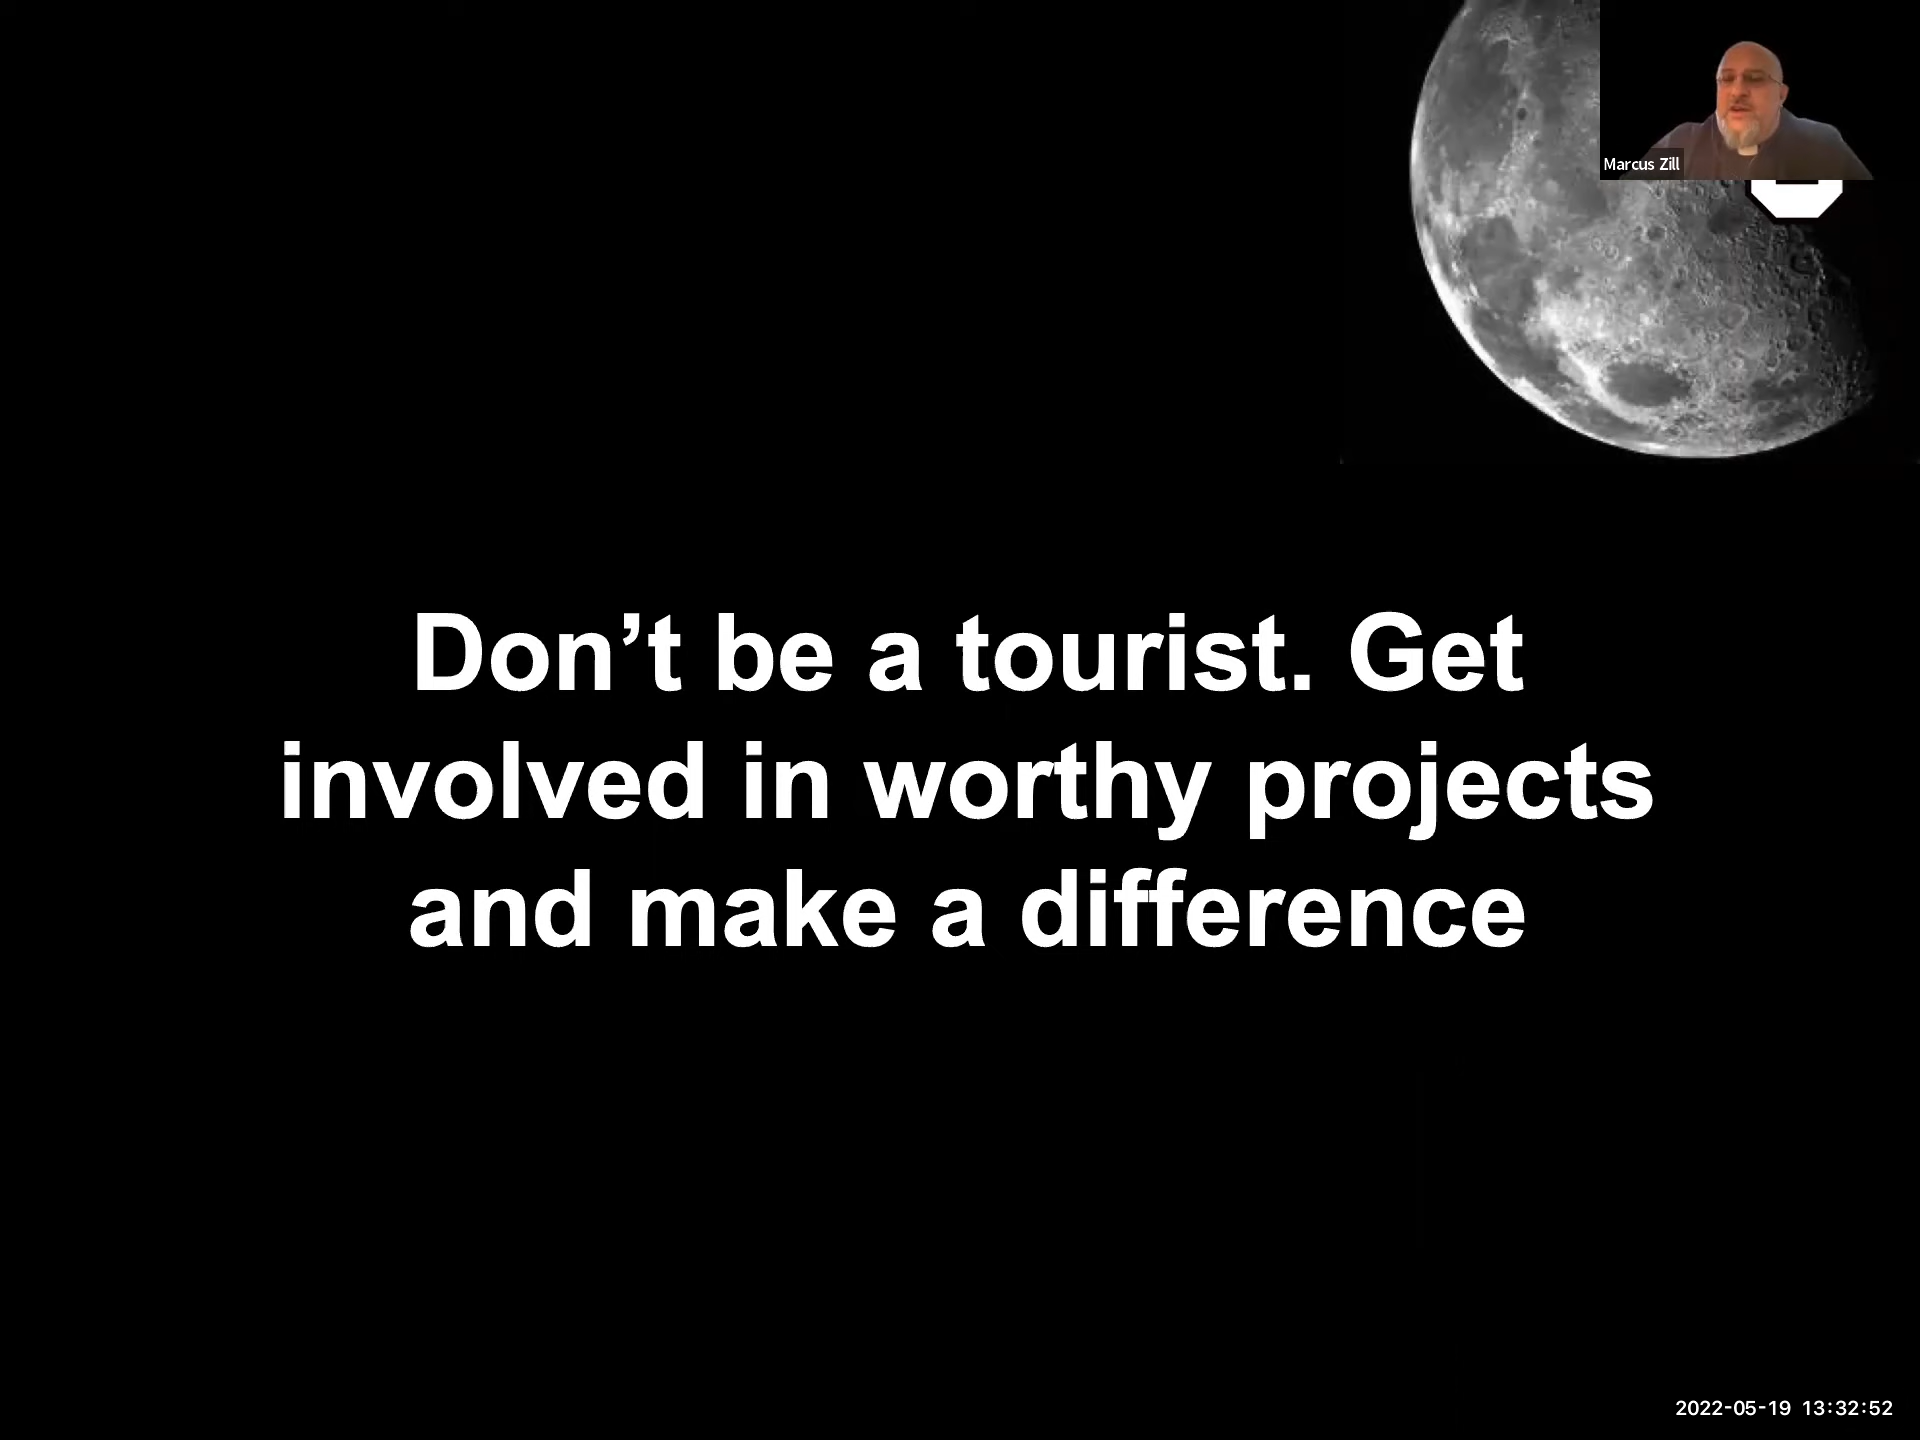 Marcus Zill
Don’t be a tourist. Get
involved in worthy projects
and make a difference
2022-05-19 13:32:52